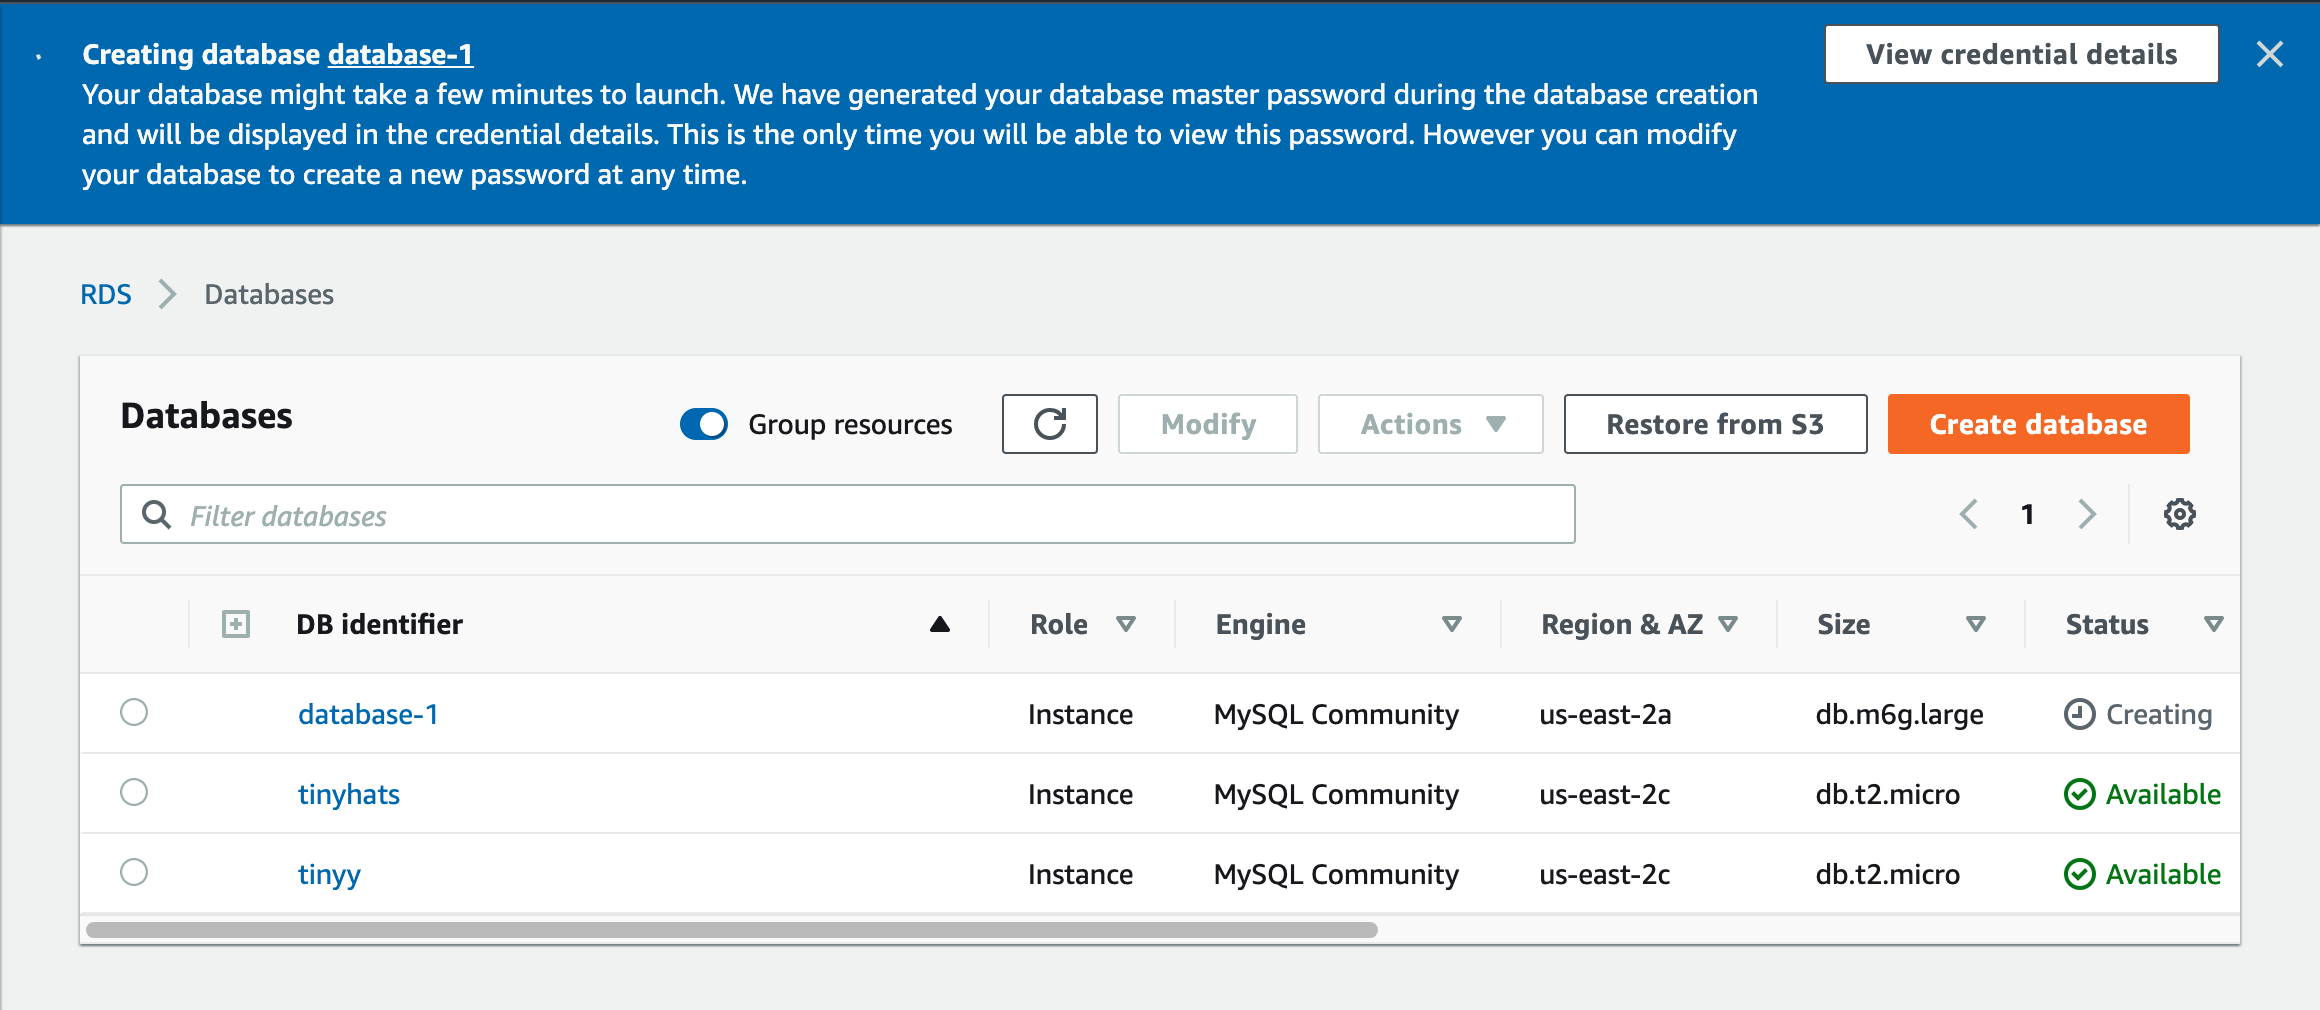 Creating database database-1
View credential details
Your database might take a few minutes to launch. We have generated your database master password during the database creation
and will be displayed in the credential details. This is the only time you will be able to view this password. However you can modify
your database to create a new password at any time.
RDS Databases
Databases
Group resources
Modify
Actions
Restore from S3
Create database
Filter databases
1
DB identifier Role Engine Region & AZ Size Status
database-1 Instance MySQL Community us-east-2a db.m6g.large Creating
tinyhats Instance MySQL Community us-east-2c db.t2.micro Available
tinyy Instance MySQL Community us-east-2c db.t2.micro Available